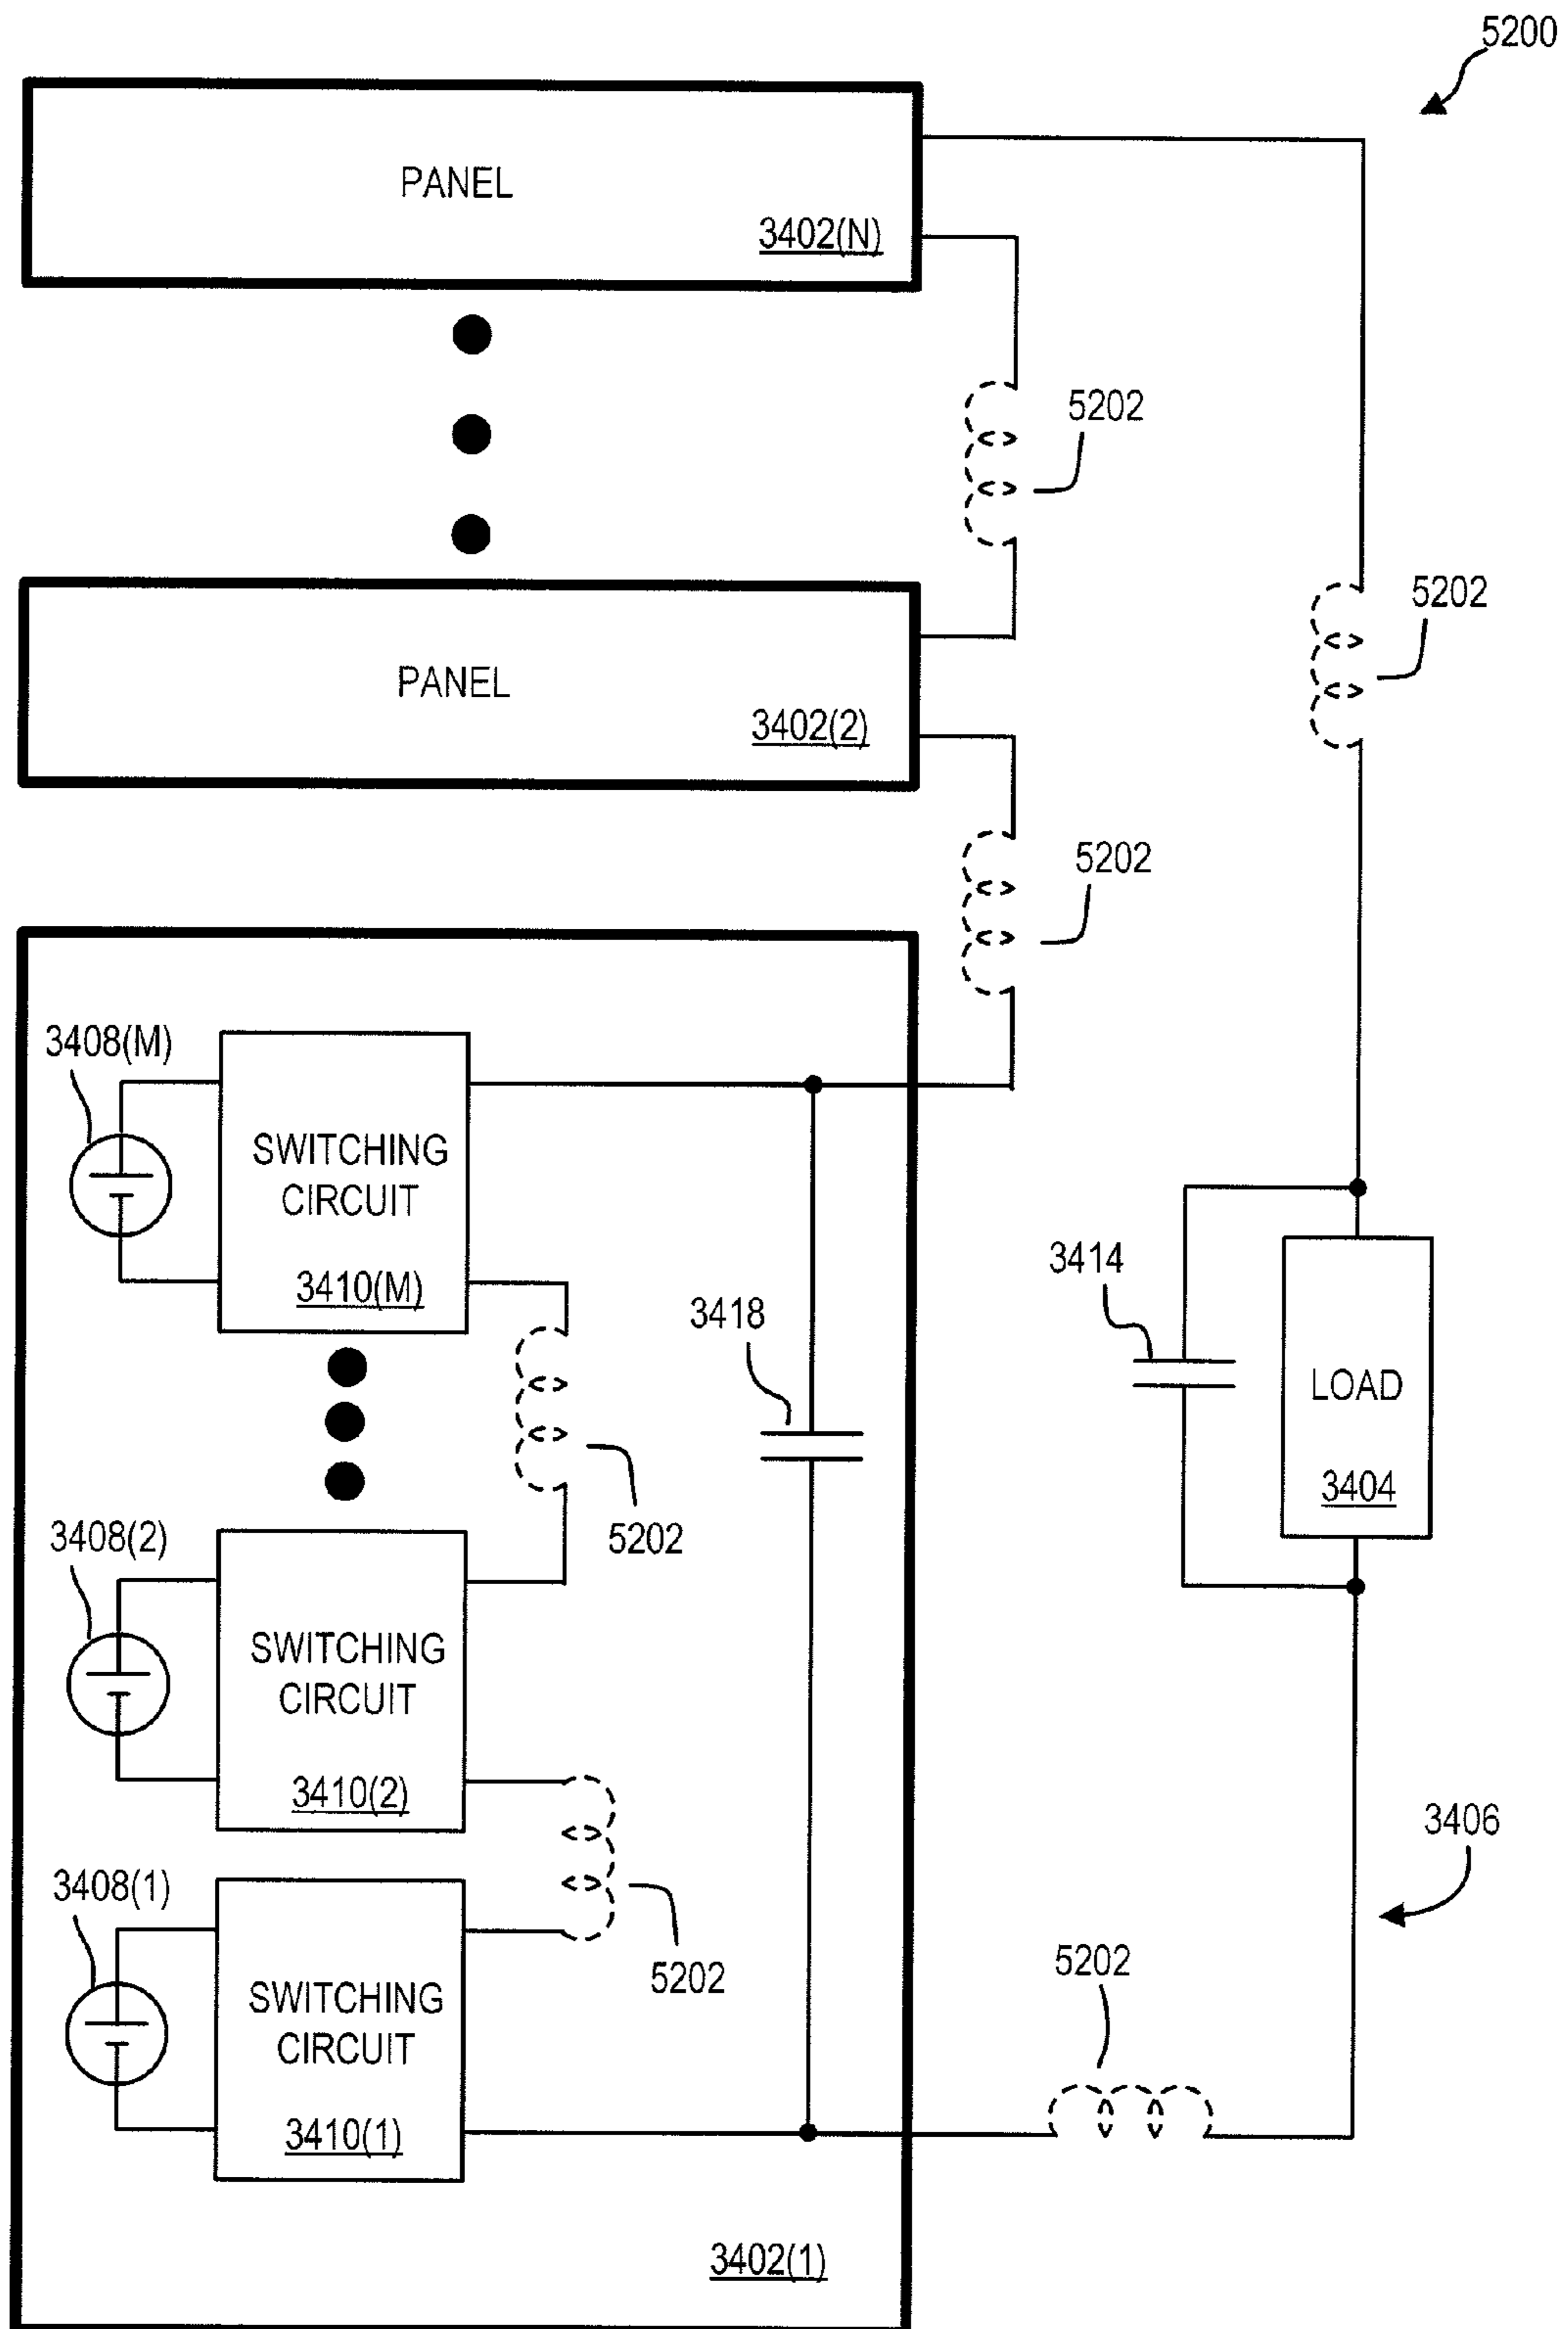 5200
PANEL
3402(N)
5202
5202
PANEL
3402(2)
5202
3408(M)
SWITCHING
CIRCUIT
3410(M)
3418
3414
LOAD
3404
5202
3408(2)
SWITCHING
CIRCUIT
3410(2)
3406
3408(1)
SWITCHING
CIRCUIT
3410(1)
5202
5202
3402(1)